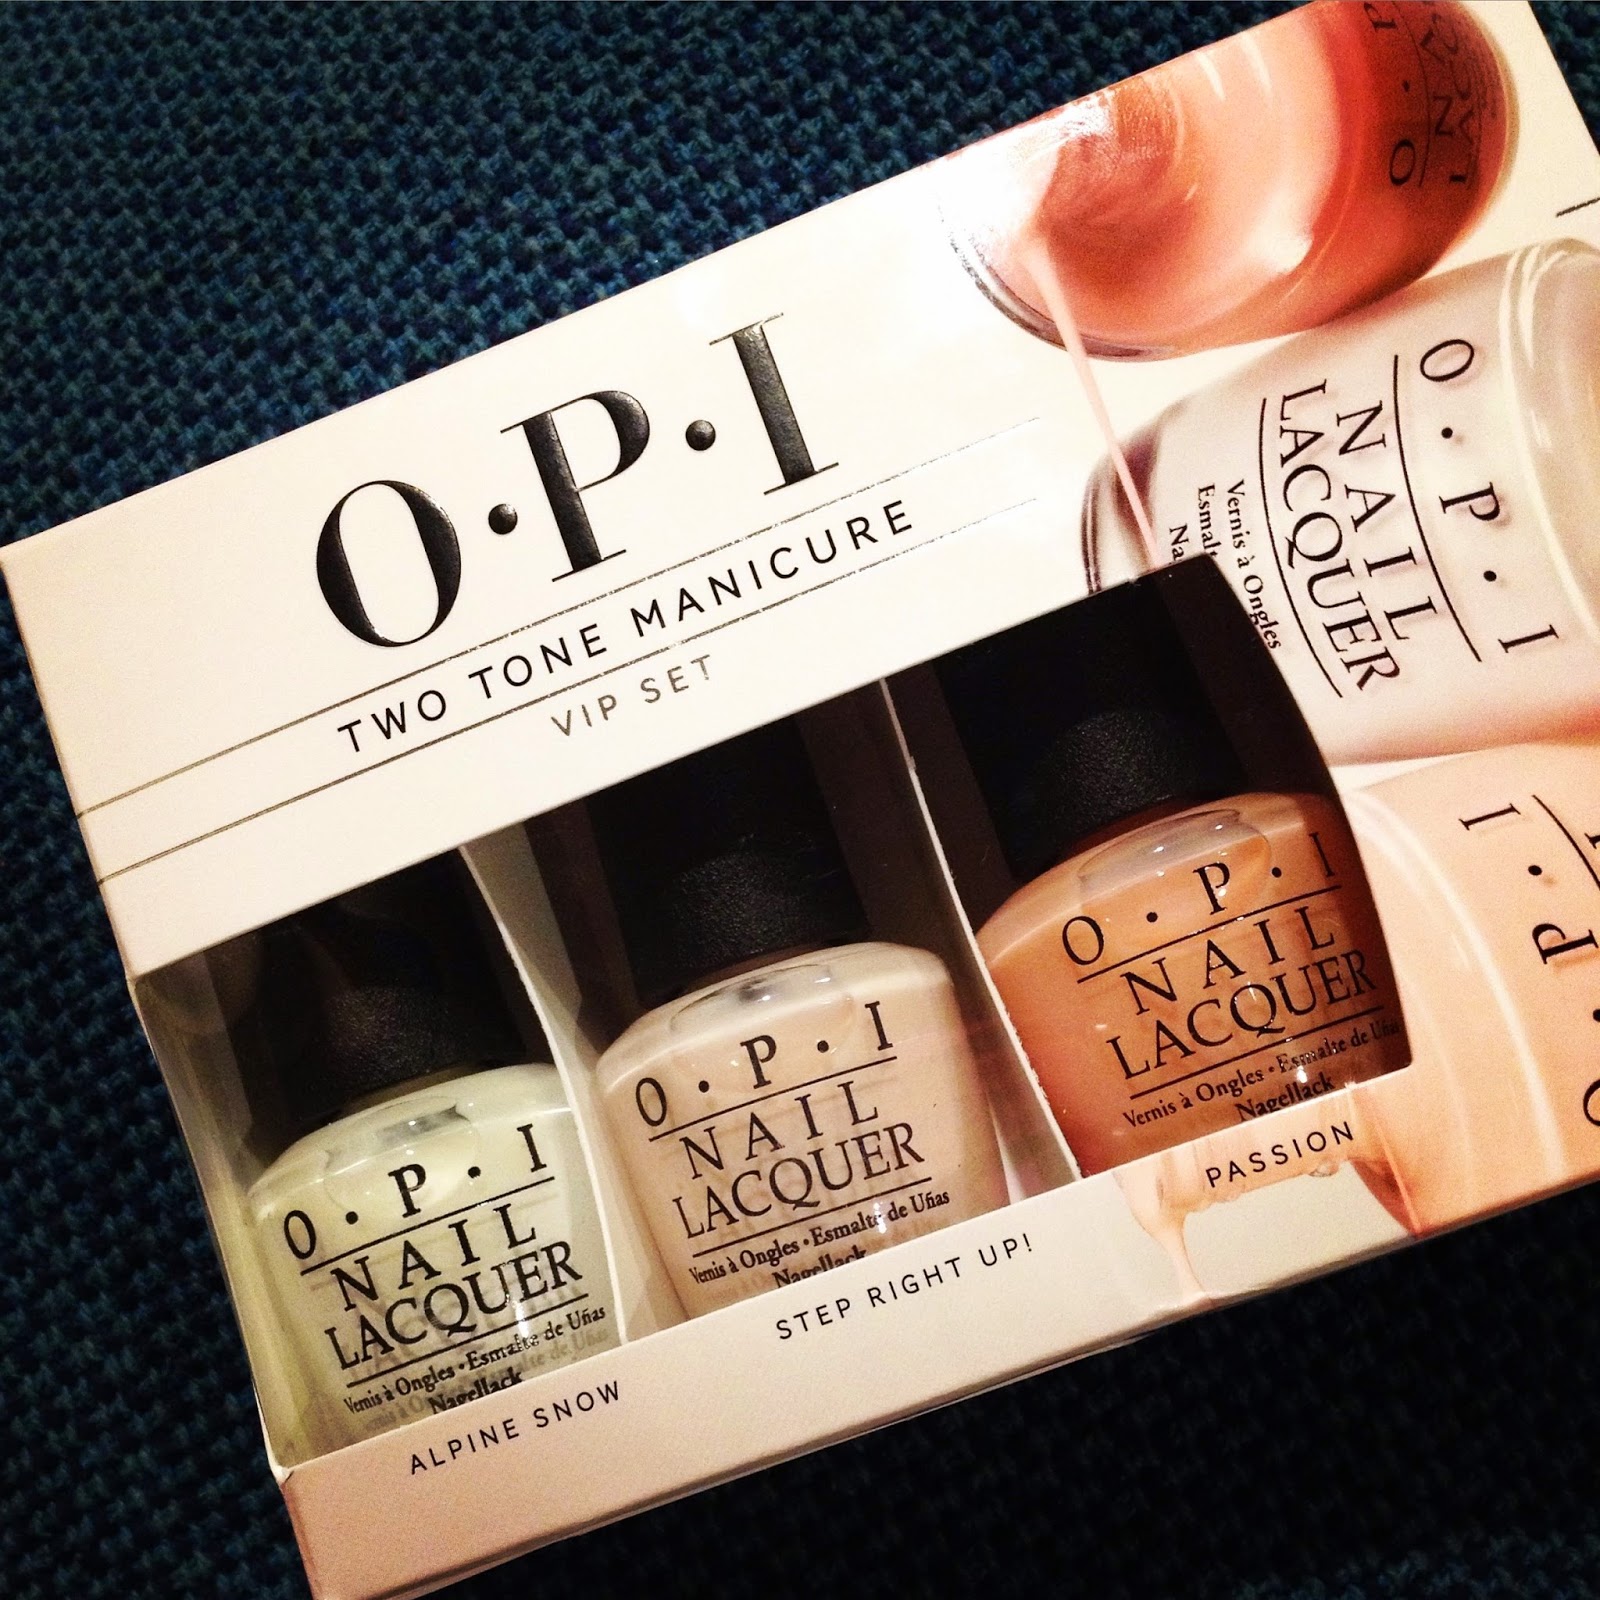 O·P·I
TWO TONE MANICURE
VIP SET
O·P·I
NAIL
LACQUER
Vernis à Ongles
O·P·I
O·P·I
NAIL
LACQUER
Vernis à Ongles • Esmalte de Uñas
Nagellack
ALPINE SNOW
O·P·I
NAIL
LACQUER
Vernis à Ongles • Esmalte de Uñas
Nagellack
STEP RIGHT UP!
O·P·I
NAIL
LACQUER
Vernis à Ongles • Esmalte de Uñas
Nagellack
PASSION